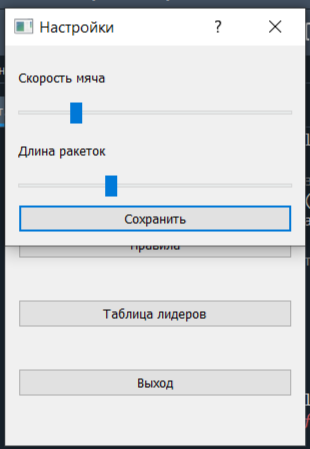 Настройки
?
Скорость мяча
Длина ракеток
Сохранить
Правила
Таблица лидеров
Выход